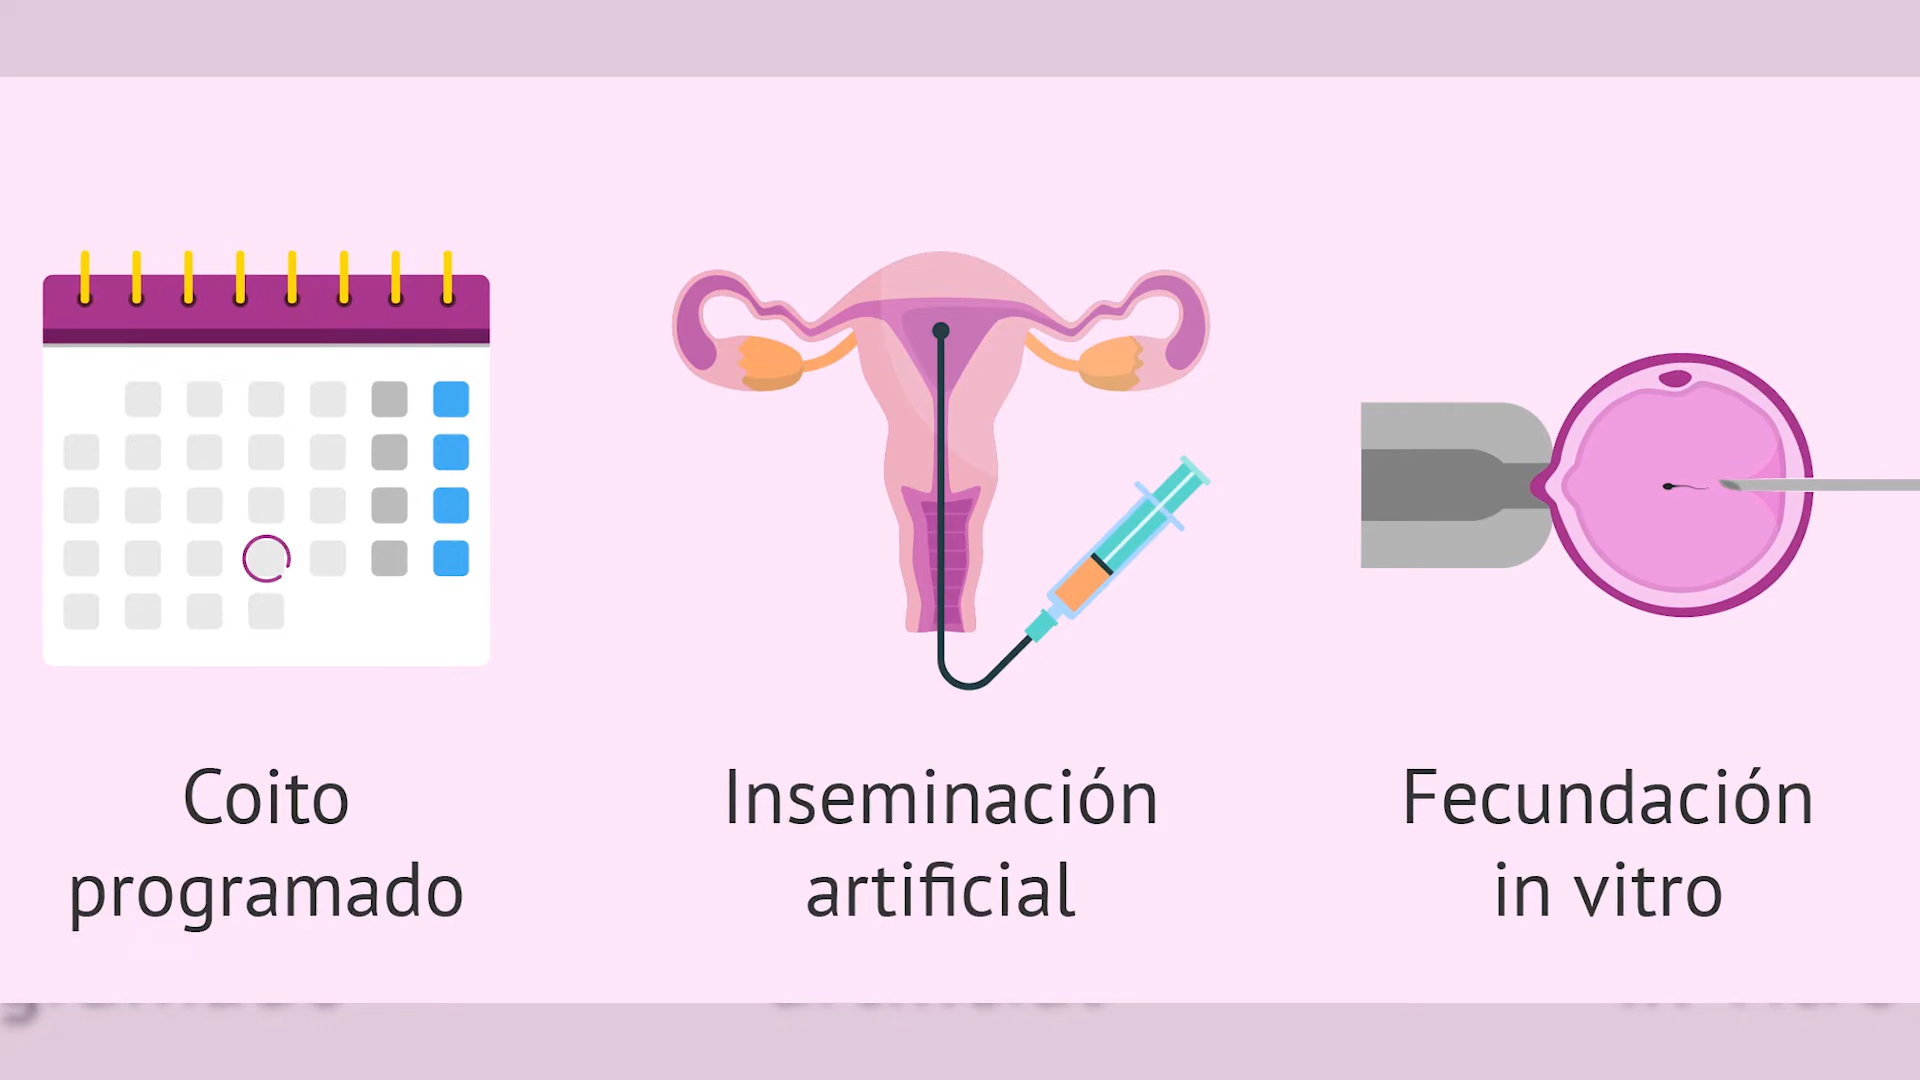 Coito
programado
Inseminación
artificial
Fecundación
in vitro